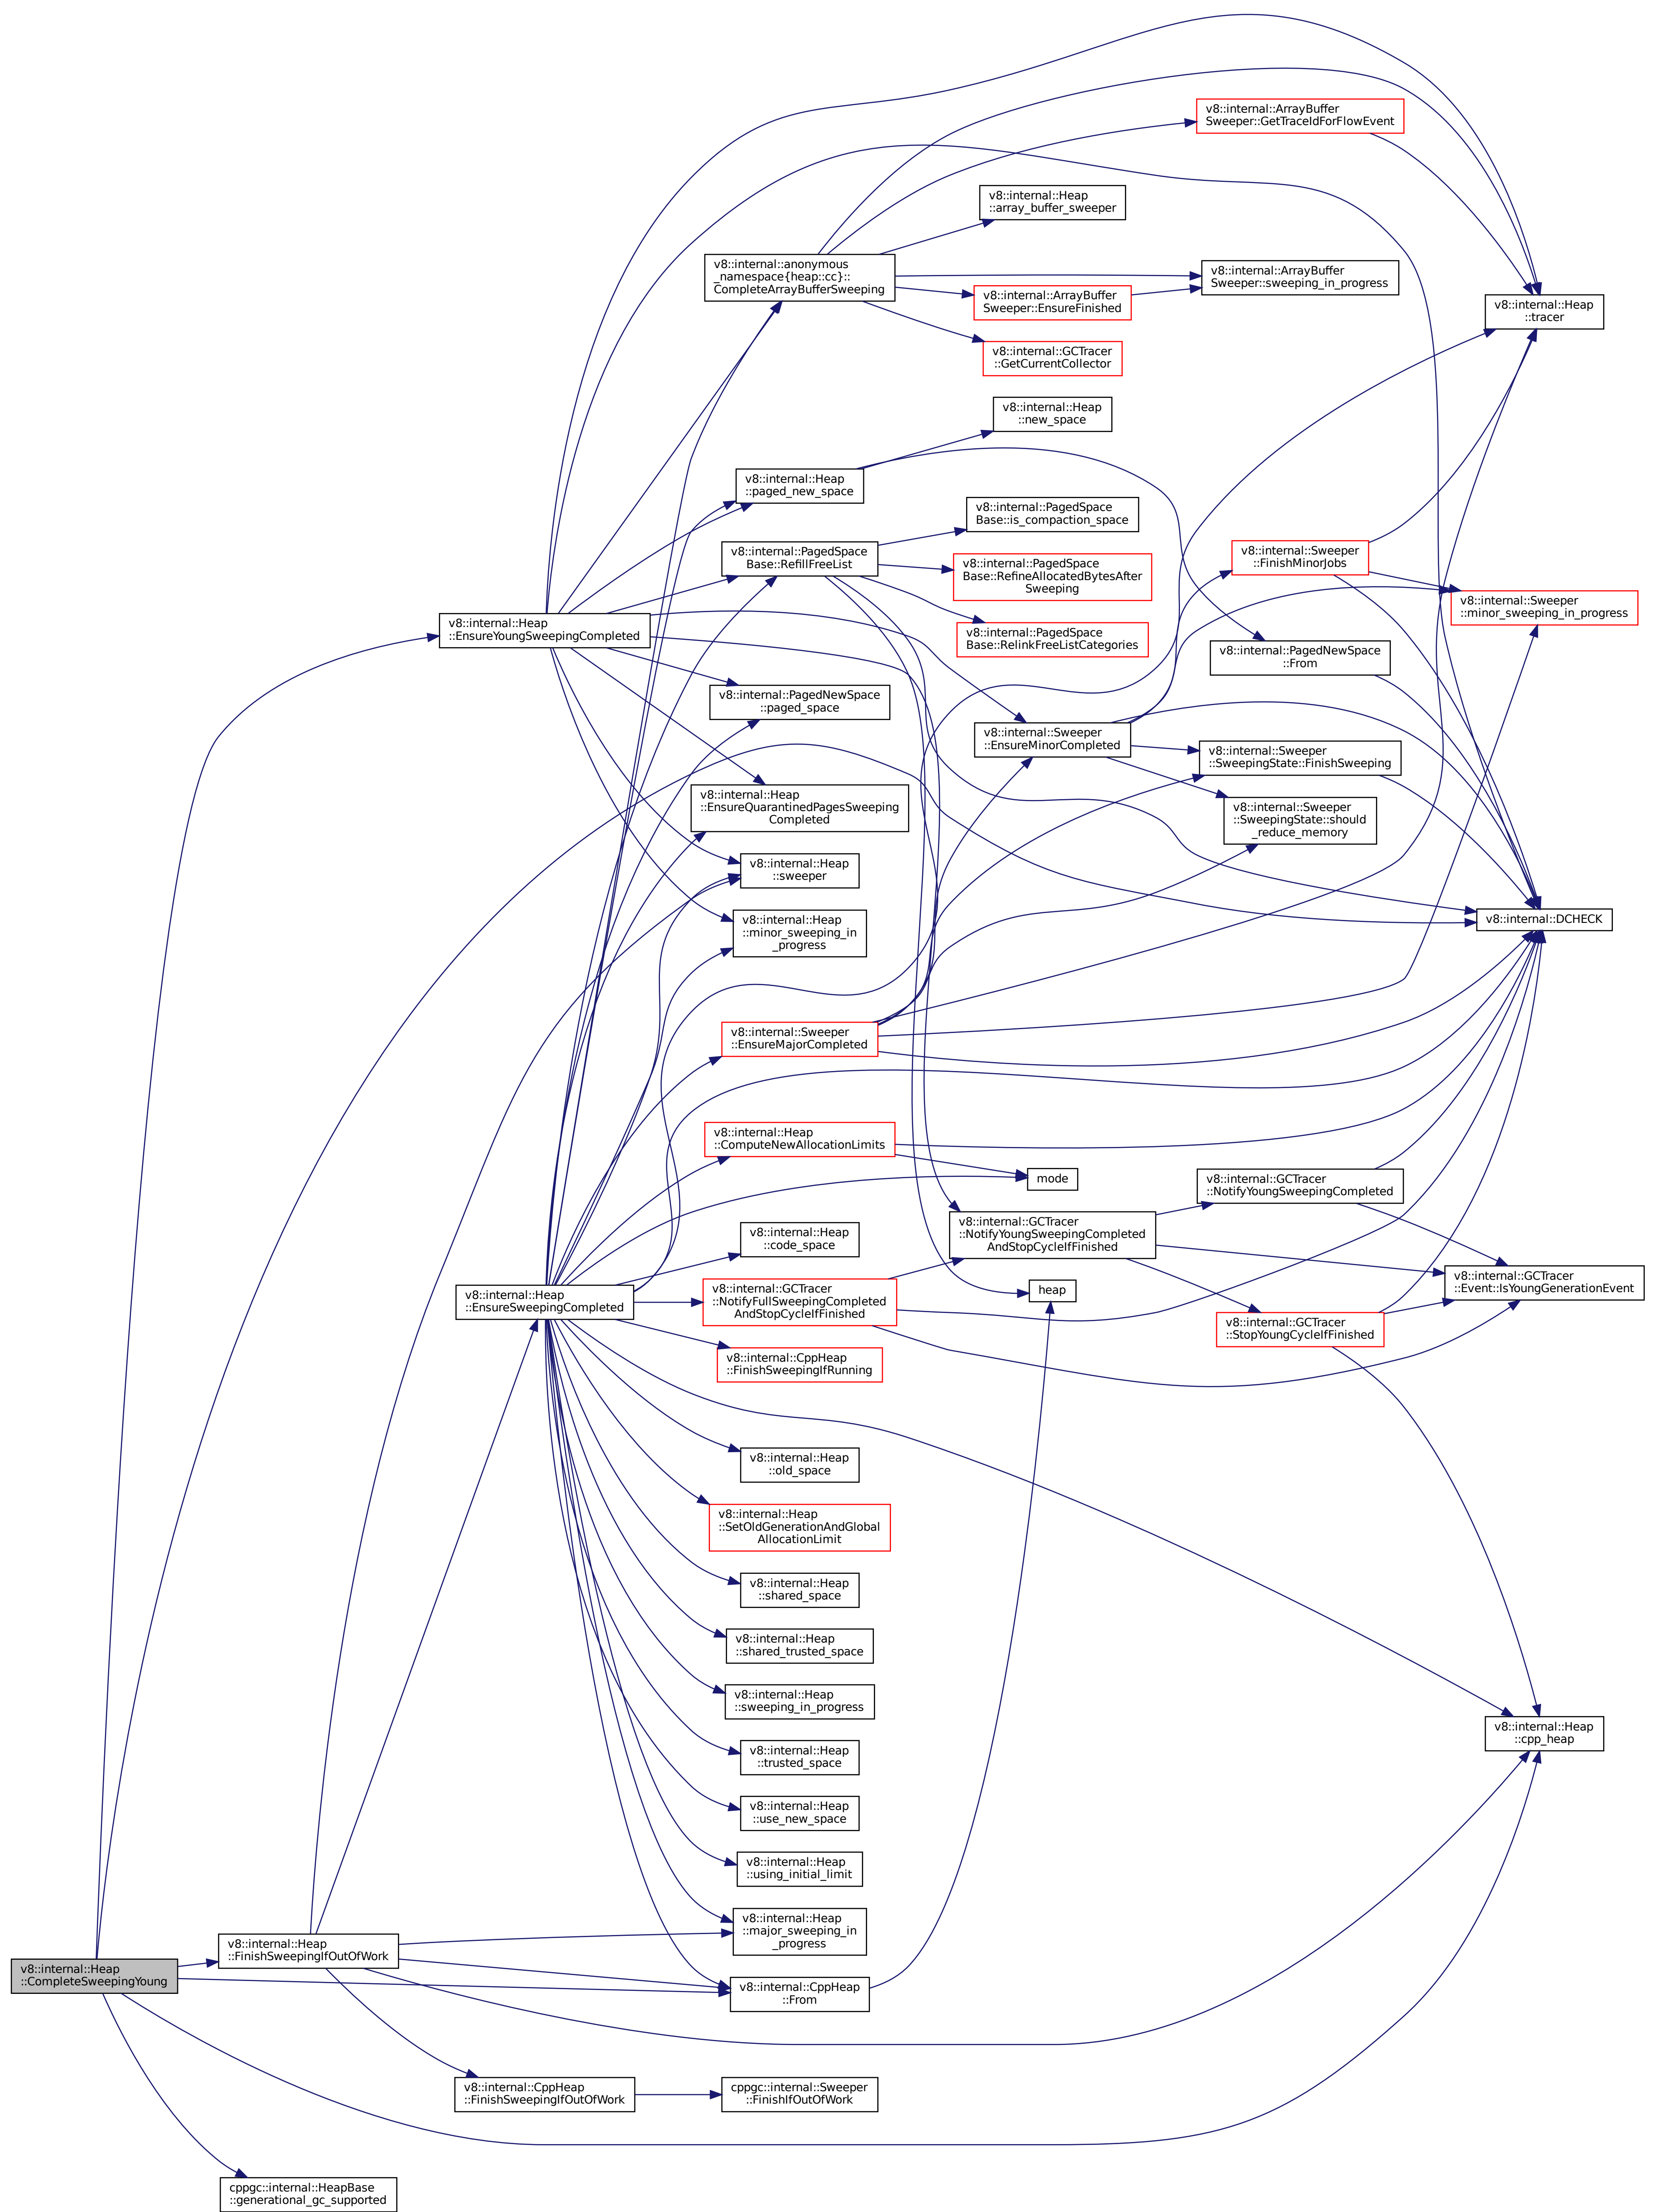 v8::internal::ArrayBuffer
Sweeper::GetTraceIdForFlowEvent
v8::internal::Heap
::array_buffer_sweeper
v8::internal::anonymous
_namespace{heap::cc}::
CompleteArrayBufferSweeping
v8::internal::ArrayBuffer
Sweeper::sweeping_in_progress
v8::internal::ArrayBuffer
Sweeper::EnsureFinished
v8::internal::Heap
::tracer
v8::internal::GCTracer
::GetCurrentCollector
v8::internal::Heap
::new_space
v8::internal::Heap
::paged_new_space
v8::internal::PagedSpace
Base::is_compaction_space
v8::internal::PagedSpace
Base::RefillFreeList
v8::internal::Sweeper
::FinishMinorJobs
v8::internal::PagedSpace
Base::RefineAllocatedBytesAfter
Sweeping
v8::internal::Sweeper
::minor_sweeping_in_progress
v8::internal::Heap
::EnsureYoungSweepingCompleted
v8::internal::PagedSpace
Base::RelinkFreeListCategories
v8::internal::PagedNewSpace
::From
v8::internal::PagedNewSpace
::paged_space
v8::internal::Sweeper
::EnsureMinorCompleted
v8::internal::Sweeper
::SweepingState::FinishSweeping
v8::internal::Heap
::EnsureQuarantinedPagesSweeping
Completed
v8::internal::Sweeper
::SweepingState::should
_reduce_memory
v8::internal::Heap
::sweeper
v8::internal::Heap
::minor_sweeping_in
_progress
v8::internal::DCHECK
v8::internal::Sweeper
::EnsureMajorCompleted
v8::internal::Heap
::ComputeNewAllocationLimits
mode
v8::internal::GCTracer
::NotifyYoungSweepingCompleted
v8::internal::Heap
::code_space
v8::internal::GCTracer
::NotifyYoungSweepingCompleted
AndStopCycleIfFinished
v8::internal::Heap
::EnsureSweepingCompleted
v8::internal::GCTracer
::NotifyFullSweepingCompleted
AndStopCycleIfFinished
heap
v8::internal::GCTracer
::Event::IsYoungGenerationEvent
v8::internal::GCTracer
::StopYoungCycleIfFinished
v8::internal::CppHeap
::FinishSweepingIfRunning
v8::internal::Heap
::old_space
v8::internal::Heap
::SetOldGenerationAndGlobal
AllocationLimit
v8::internal::Heap
::shared_space
v8::internal::Heap
::shared_trusted_space
v8::internal::Heap
::sweeping_in_progress
v8::internal::Heap
::trusted_space
v8::internal::Heap
::cpp_heap
v8::internal::Heap
::use_new_space
v8::internal::Heap
::using_initial_limit
v8::internal::Heap
::major_sweeping_in
_progress
v8::internal::Heap
::FinishSweepingIfOutOfWork
v8::internal::Heap
::CompleteSweepingYoung
v8::internal::CppHeap
::From
v8::internal::CppHeap
::FinishSweepingIfOutOfWork
cppgc::internal::Sweeper
::FinishIfOutOfWork
cppgc::internal::HeapBase
::generational_gc_supported